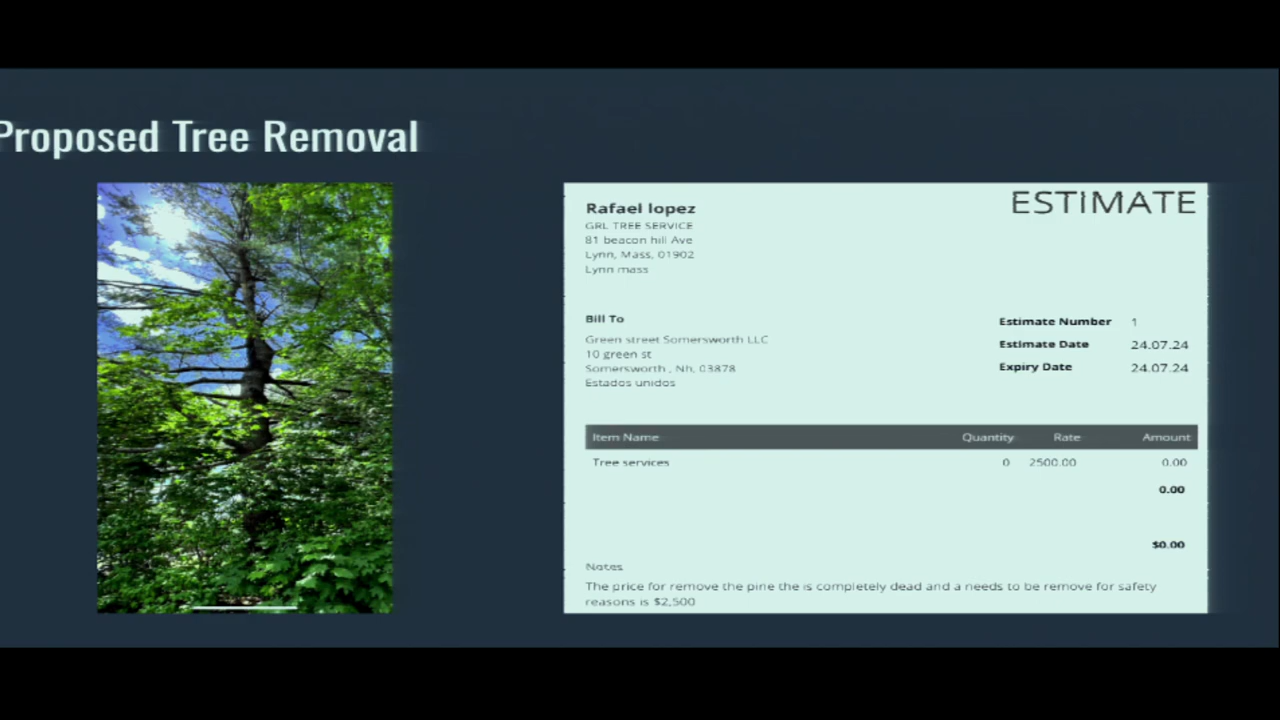 Proposed Tree Removal
ESTIMATE
Rafael lopez
GRL TREE SERVICE
81 beacon hill Ave
Lynn, Mass, 01902
Lynn mass
Bill To
Green street Somersworth LLC
10 green st
Somersworth , Nh, 03878
Estados unidos
Estimate Number 1
Estimate Date 24.07.24
Expiry Date 24.07.24
Item Name Quantity Rate Amount
Tree services 0 2500.00 0.00
0.00
$0.00
Notes
The price for remove the pine the is completely dead and a needs to be remove for safety
reasons is $2,500